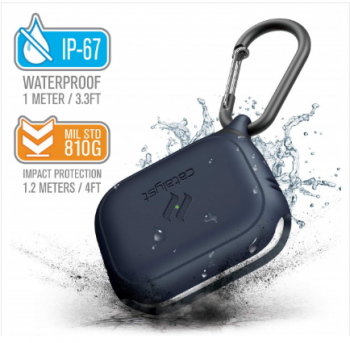 IP-67
WATERPROOF
1 METER / 3.3FT
MIL STD
810G
IMPACT PROTECTION
1.2 METERS / 4FT
catalyst